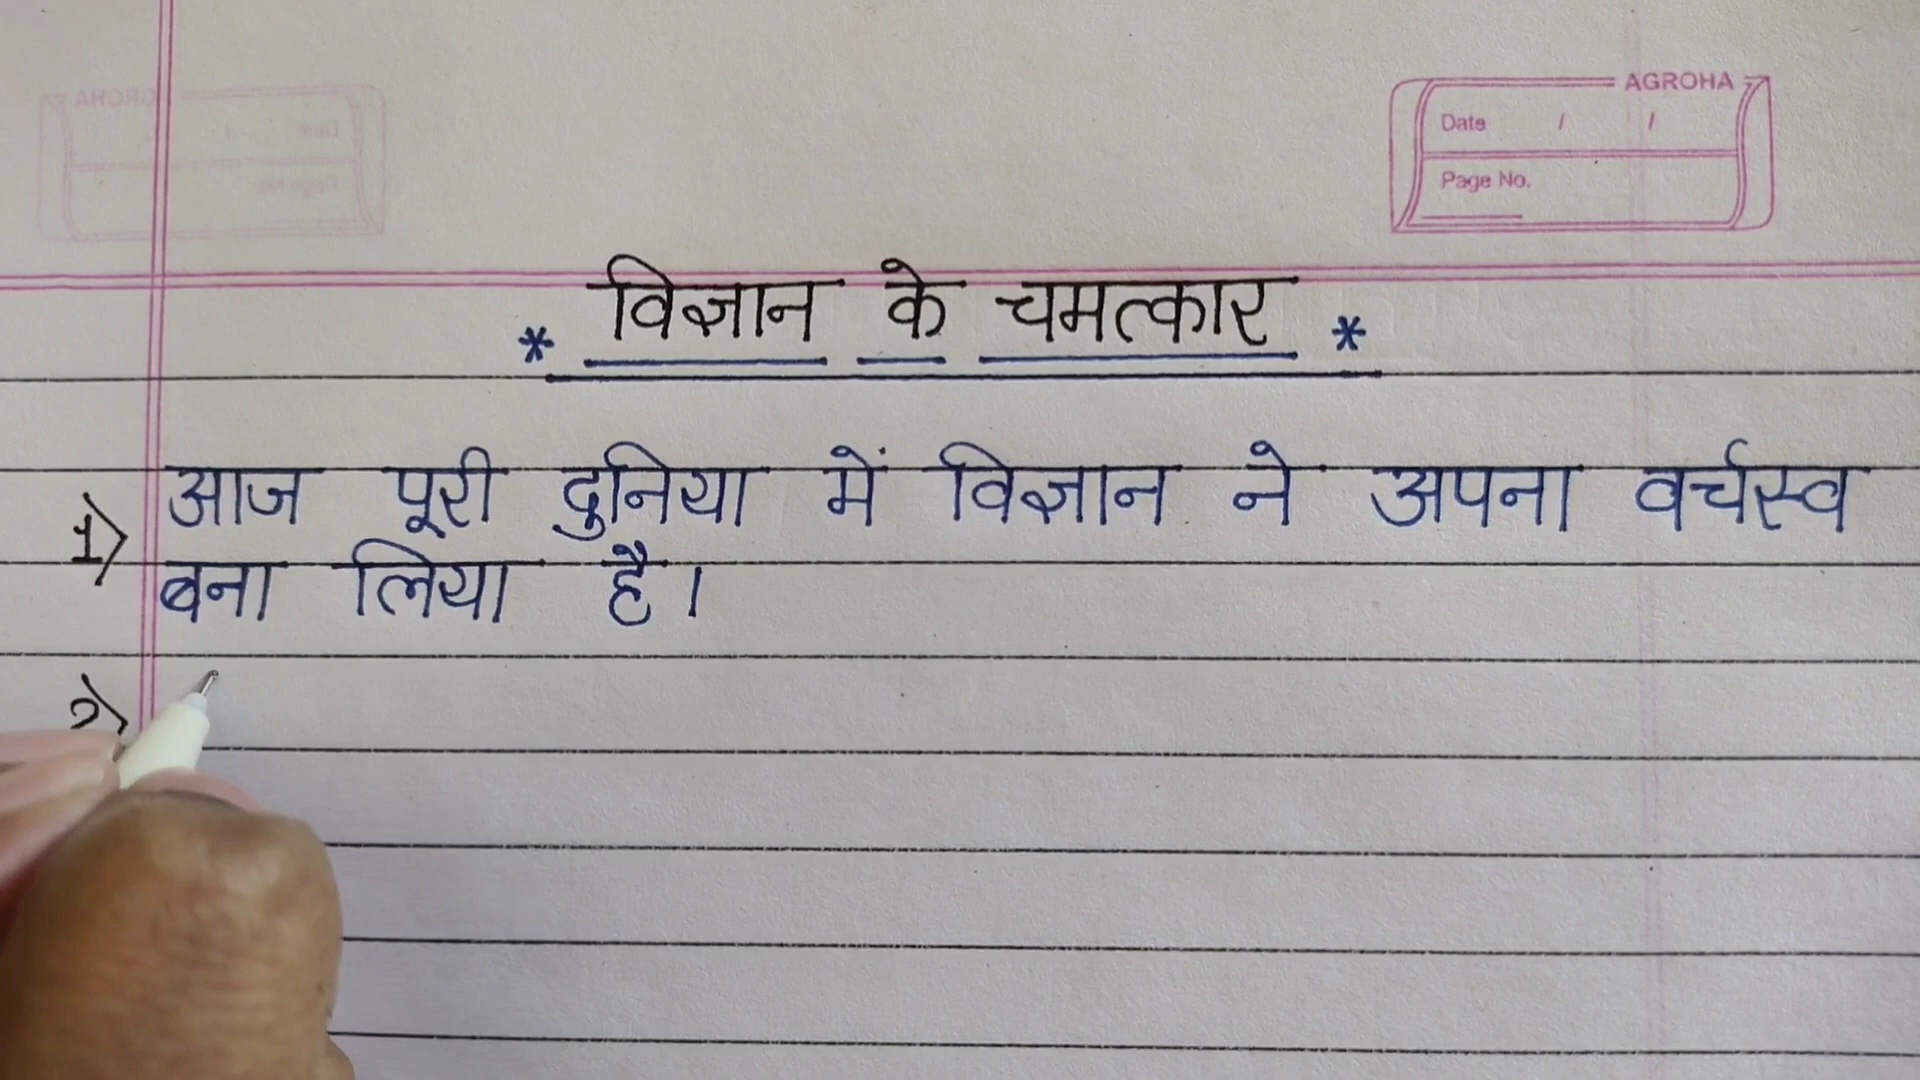 AGROHA
Date / /
Page No.
* विज्ञान के चमत्कार *
1) आज पूरी दुनिया में विज्ञान ने अपना वर्चस्व
बना लिया है।
2)